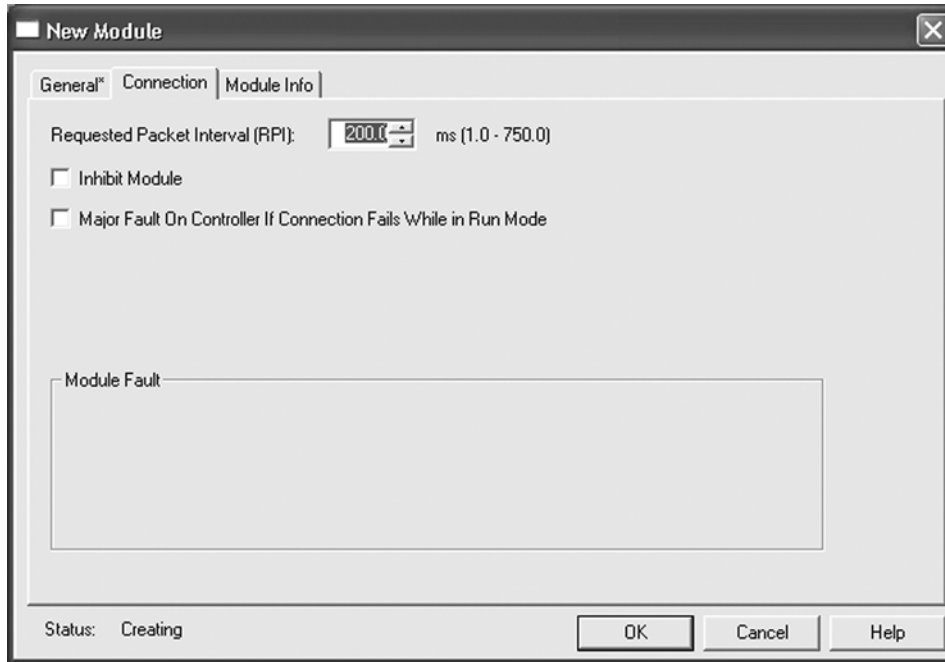 New Module
General* Connection Module Info
Requested Packet Interval (RPI): 200.0 ms (1.0 - 750.0)
Inhibit Module
Major Fault On Controller If Connection Fails While in Run Mode
Module Fault
Status: Creating OK Cancel Help